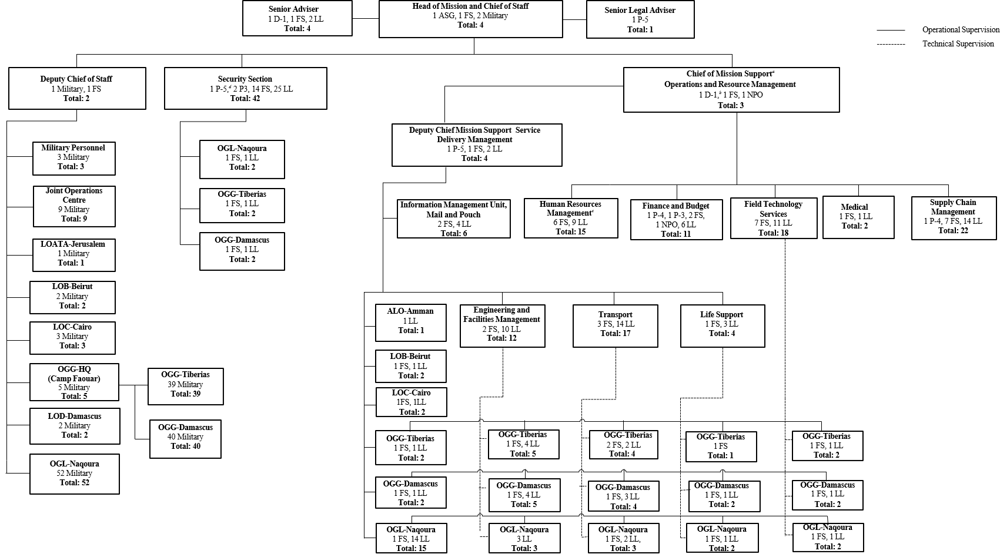 Senior Adviser
1 D-1, 1 FS, 2 LL
Total: 4
Head of Mission and Chief of Staff
1 ASG, 1 FS, 2 Military
Total: 4
Senior Legal Adviser
1 P-5
Total: 1
Operational Supervision
Technical Supervision
Deputy Chief of Staff
1 Military, 1 FS
Total: 2
Security Section
1 P-5,d 2 P3, 14 FS, 25 LL
Total: 42
Chief of Mission Supporta
Operations and Resource Management
1 D-1,b 1 FS, 1 NPO
Total: 3
Deputy Chief Mission Support Service
Delivery Management
1 P-5, 1 FS, 2 LL
Total: 4
Military Personnel
3 Military
Total: 3
Joint Operations
Centre
9 Military
Total: 9
LOATA-Jerusalem
1 Military
Total: 1
LOB-Beirut
2 Military
Total: 2
LOC-Cairo
3 Military
Total: 3
OGG-HQ
(Camp Faouar)
5 Military
Total: 5
OGG-Tiberias
39 Military
Total: 39
OGG-Damascus
40 Military
Total: 40
LOD-Damascus
2 Military
Total: 2
OGL-Naqoura
52 Military
Total: 52
OGL-Naqoura
1 FS, 1 LL
Total: 2
OGG-Tiberias
1 FS, 1 LL
Total: 2
OGG-Damascus
1 FS, 1 LL
Total: 2
Information Management Unit,
Mail and Pouch
2 FS, 4 LL
Total: 6
Human Resources
Managementc
6 FS, 9 LL
Total: 15
Finance and Budget
1 P-4, 1 P-3, 2 FS,
1 NPO, 6 LL
Total: 11
Field Technology
Services
7 FS, 11 LL
Total: 18
Medical
1 FS, 1 LL
Total: 2
Supply Chain
Management
1 P-4, 7 FS, 14 LL
Total: 22
ALO-Amman
1 LL
Total: 1
Engineering and
Facilities Management
2 FS, 10 LL
Total: 12
Transport
3 FS, 14 LL
Total: 17
Life Support
1 FS, 3 LL
Total: 4
LOB-Beirut
1 FS, 1 LL
Total: 2
LOC-Cairo
1FS, 1LL
Total: 2
OGG-Tiberias
1 FS, 1 LL
Total: 2
OGG-Tiberias
1 FS, 4 LL
Total: 5
OGG-Tiberias
2 FS, 2 LL
Total: 4
OGG-Tiberias
1 FS
Total: 1
OGG-Tiberias
1 FS, 1 LL
Total: 2
OGG-Damascus
1 FS, 1 LL
Total: 2
OGG-Damascus
1 FS, 4 LL
Total: 5
OGG-Damascus
1 FS, 3 LL
Total: 4
OGG-Damascus
1 FS, 1 LL
Total: 2
OGG-Damascus
1 FS, 1 LL
Total: 2
OGL-Naqoura
1 FS, 14 LL
Total: 15
OGL-Naqoura
3 LL
Total: 3
OGL-Naqoura
1 FS, 2 LL,
Total: 3
OGL-Naqoura
1 FS, 1 LL
Total: 2
OGL-Naqoura
1 FS, 1 LL
Total: 2